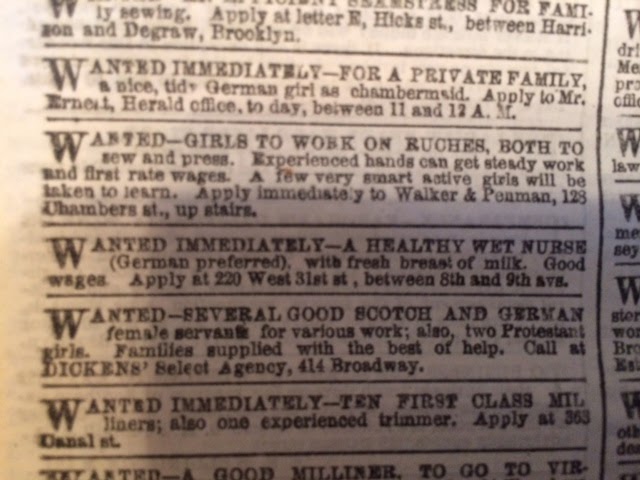 SEAMSTRESS FOR FAMI-
ly sewing. Apply at letter E, Hicks st., between Harri-
son and Degraw, Brooklyn.
WANTED IMMEDIATELY—FOR A PRIVATE FAMILY,
a nice, tidy German girl as chambermaid. Apply to Mr.
Ernest, Herald office, to day, between 11 and 12 A. M.
WANTED—GIRLS TO WORK ON RUCHES, BOTH TO
sew and press. Experienced hands can get steady work
and first rate wages. A few very smart active girls will be
taken to learn. Apply immediately to Walker & Penman, 128
Chambers st., up stairs.
WANTED IMMEDIATELY—A HEALTHY WET NURSE
(German preferred), with fresh breast of milk. Good
wages. Apply at 220 West 31st st, between 8th and 9th avs.
WANTED—SEVERAL GOOD SCOTCH AND GERMAN
female servants for various work; also, two Protestant
girls. Families supplied with the best of help. Call at
DICKENS' Select Agency, 414 Broadway.
WANTED IMMEDIATELY—TEN FIRST CLASS MIL
liners; also one experienced trimmer. Apply at 363
Canal st.
WANTED—A GOOD MILLINER, TO GO TO VIR-